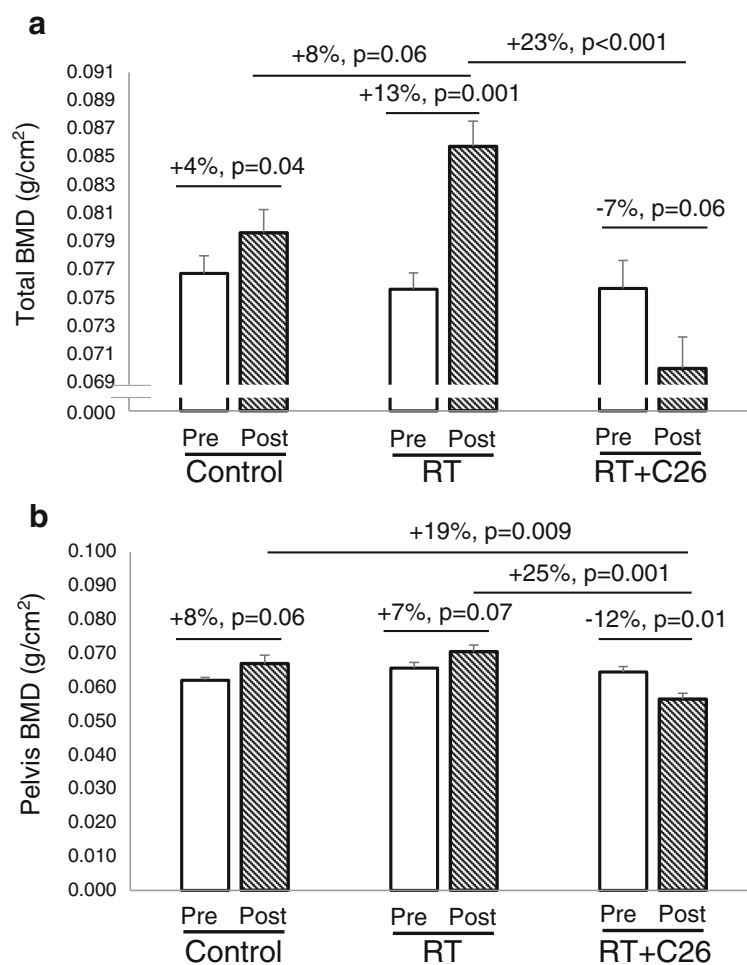 a
+8%, p=0.06
+23%, p<0.001
+13%, p=0.001
+4%, p=0.04
-7%, p=0.06
Total BMD (g/cm²)
0.091
0.089
0.087
0.085
0.083
0.081
0.079
0.077
0.075
0.073
0.071
0.069
0.000
Pre Post Pre Post Pre Post
Control RT RT+C26
b
+19%, p=0.009
+25%, p=0.001
+8%, p=0.06
+7%, p=0.07
-12%, p=0.01
Pelvis BMD (g/cm²)
0.100
0.090
0.080
0.070
0.060
0.050
0.040
0.030
0.020
0.010
0.000
Pre Post Pre Post Pre Post
Control RT RT+C26